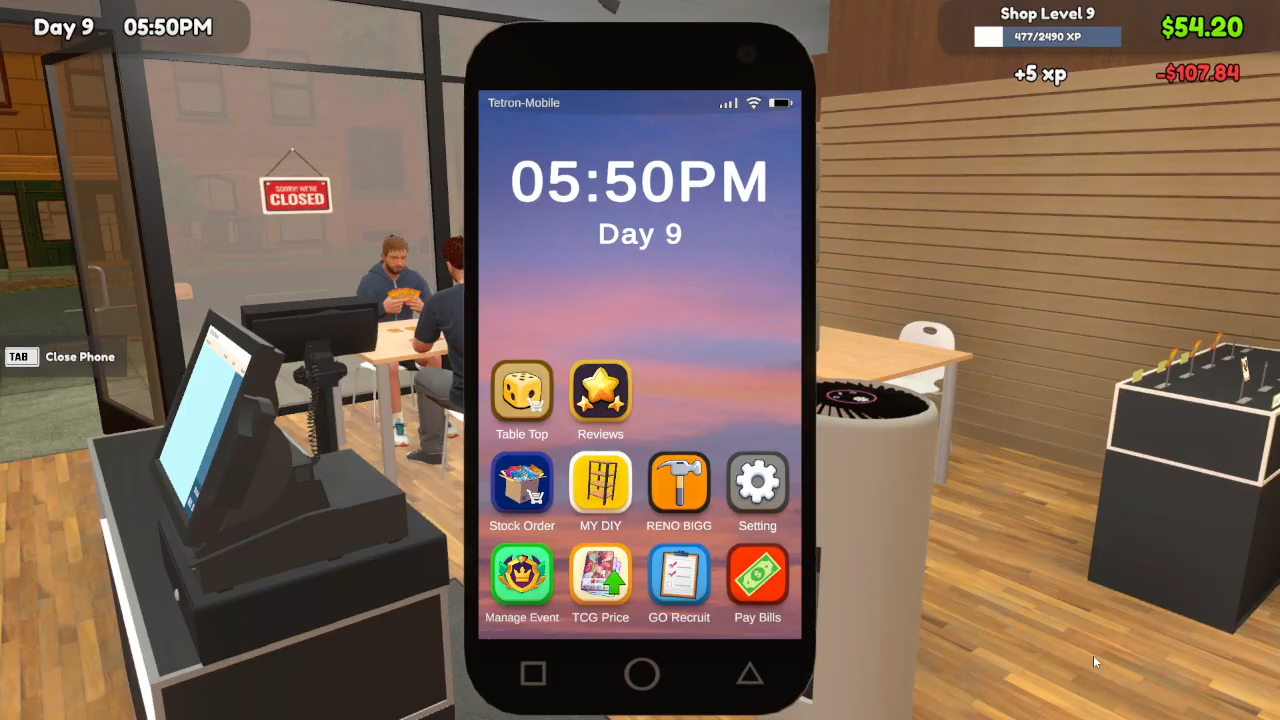 Day 9 05:50PM
Shop Level 9
477/2490 XP
$54.20
+5 xp
-$107.84
Tetron-Mobile
05:50PM
Day 9
SORRY! WE'RE
CLOSED
TAB Close Phone
Table Top Reviews
Stock Order MY DIY RENO BIGG Setting
Manage Event TCG Price GO Recruit Pay Bills